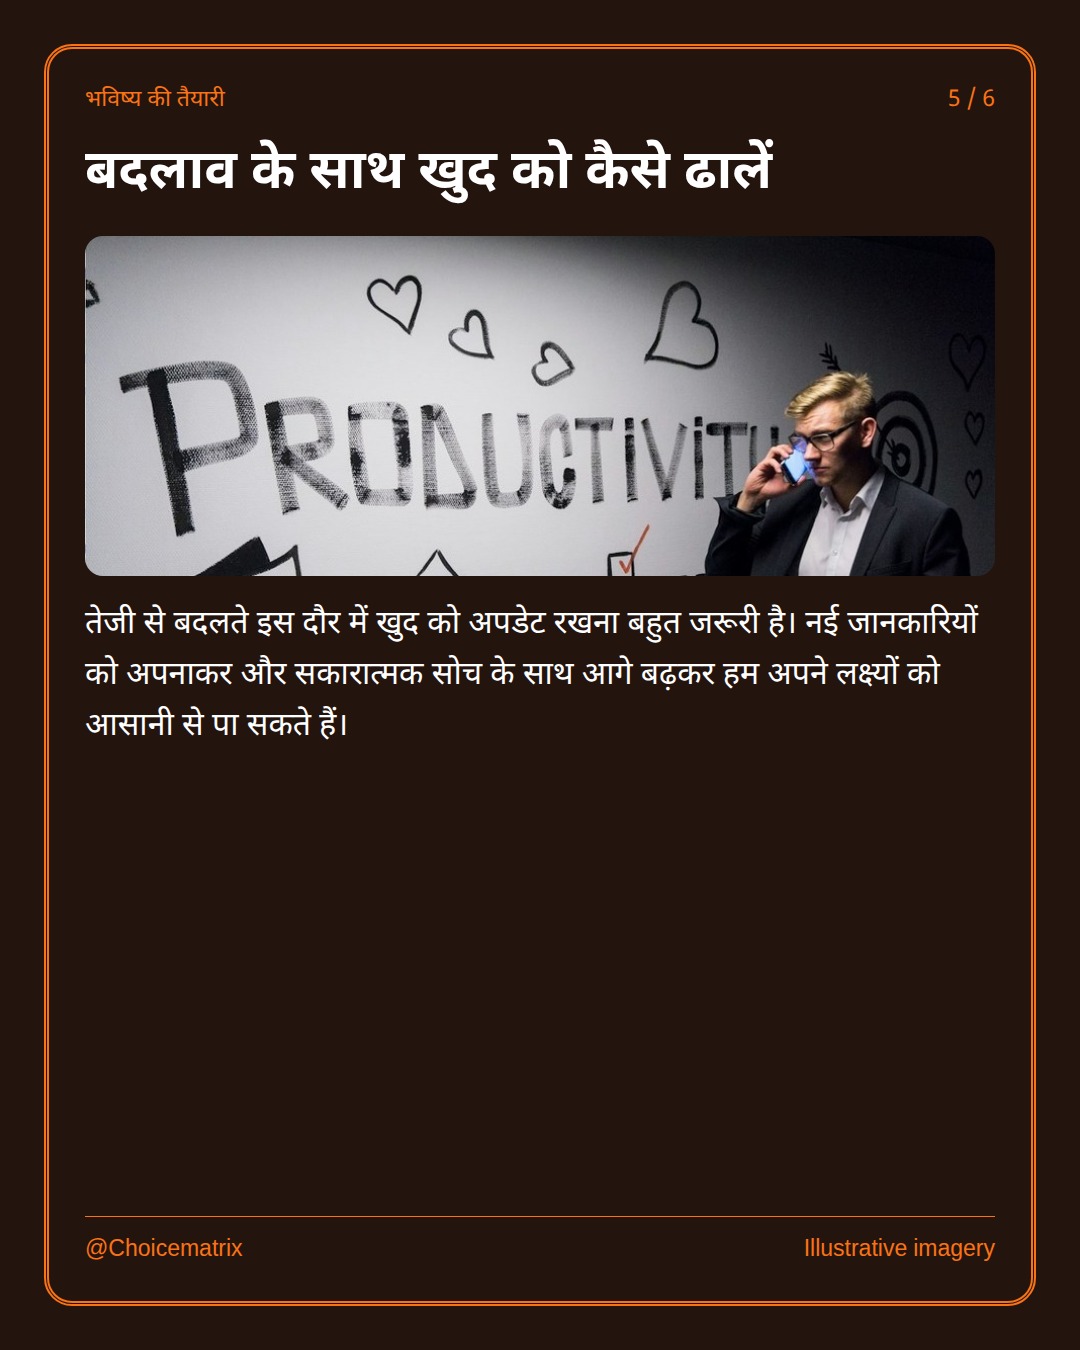 भविष्य की तैयारी
5 / 6
बदलाव के साथ खुद को कैसे ढालें
PRODUCTIVITY
तेजी से बदलते इस दौर में खुद को अपडेट रखना बहुत जरूरी है। नई जानकारियों
को अपनाकर और सकारात्मक सोच के साथ आगे बढ़कर हम अपने लक्ष्यों को
आसानी से पा सकते हैं।
@Choicematrix
Illustrative imagery